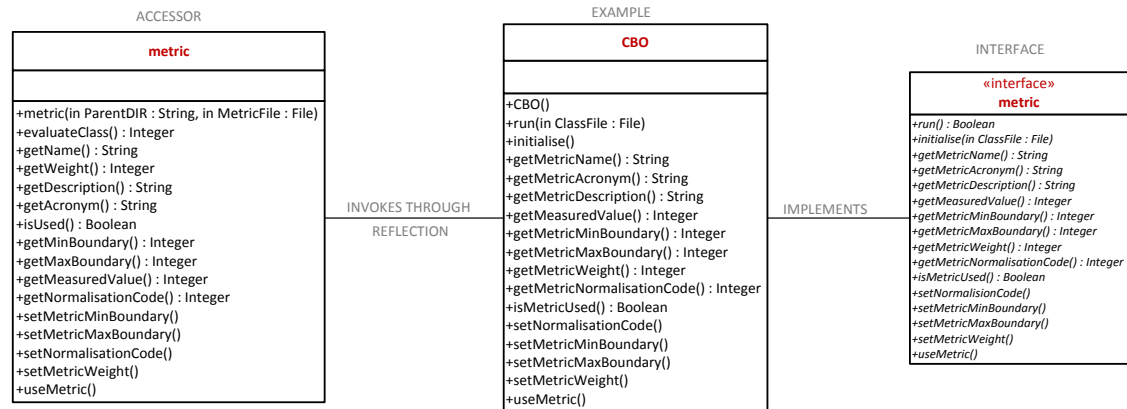 ACCESSOR
metric
+metric(in ParentDIR : String, in MetricFile : File)
+evaluateClass() : Integer
+getName() : String
+getWeight() : Integer
+getDescription() : String
+getAcronym() : String
+isUsed() : Boolean
+getMinBoundary() : Integer
+getMaxBoundary() : Integer
+getMeasuredValue() : Integer
+getNormalisationCode() : Integer
+setMetricMinBoundary()
+setMetricMaxBoundary()
+setNormalisationCode()
+setMetricWeight()
+useMetric()
INVOKES THROUGH
REFLECTION
EXAMPLE
CBO
+CBO()
+run(in ClassFile : File)
+initialise()
+getMetricName() : String
+getMetricAcronym() : String
+getMetricDescription() : String
+getMeasuredValue() : Integer
+getMetricMinBoundary() : Integer
+getMetricMaxBoundary() : Integer
+getMetricWeight() : Integer
+getMetricNormalisationCode() : Integer
+isMetricUsed() : Boolean
+setNormalisationCode()
+setMetricMinBoundary()
+setMetricMaxBoundary()
+setMetricWeight()
+useMetric()
IMPLEMENTS
INTERFACE
«interface»
metric
+run() : Boolean
+initialise(in ClassFile : File)
+getMetricName() : String
+getMetricAcronym() : String
+getMetricDescription() : String
+getMeasuredValue() : Integer
+getMetricMinBoundary() : Integer
+getMetricMaxBoundary() : Integer
+getMetricWeight() : Integer
+getMetricNormalisationCode() : Integer
+isMetricUsed() : Boolean
+setNormalisionCode()
+setMetricMinBoundary()
+setMetricMaxBoundary()
+setMetricWeight()
+useMetric()